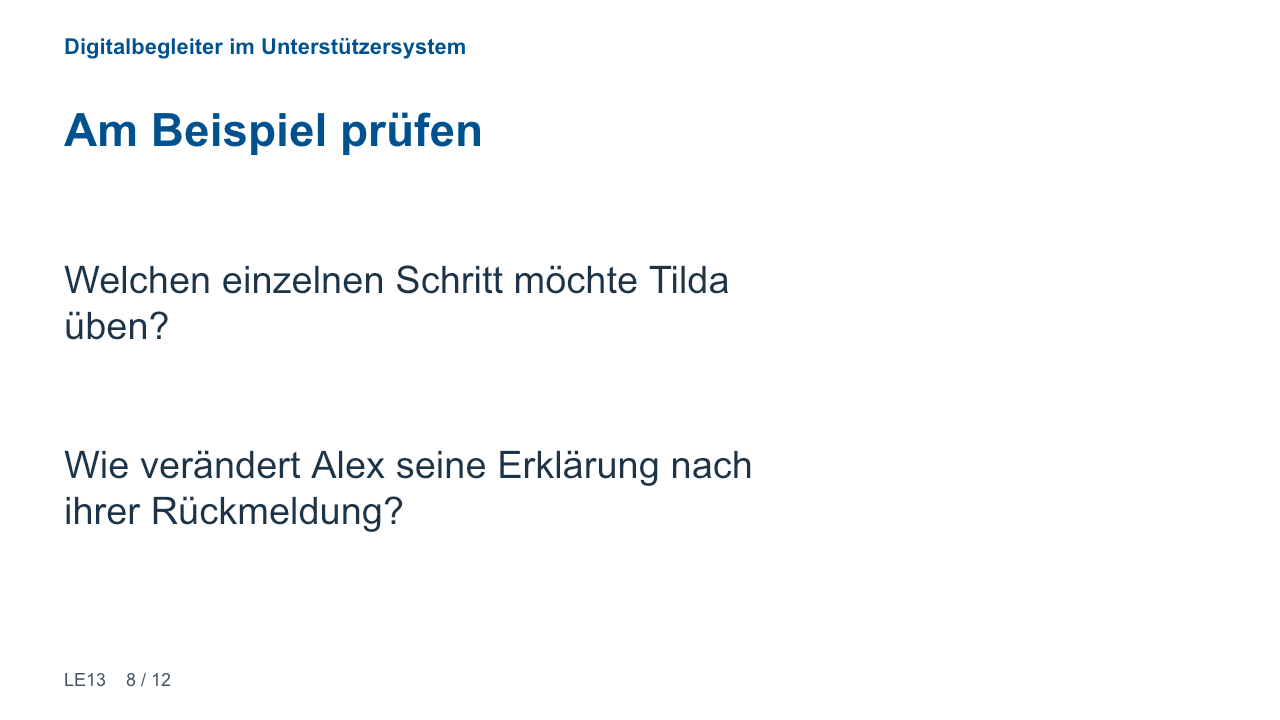 Digitalbegleiter im Unterstützersystem
Am Beispiel prüfen
Welchen einzelnen Schritt möchte Tilda
üben?
Wie verändert Alex seine Erklärung nach
ihrer Rückmeldung?
LE13 8 / 12